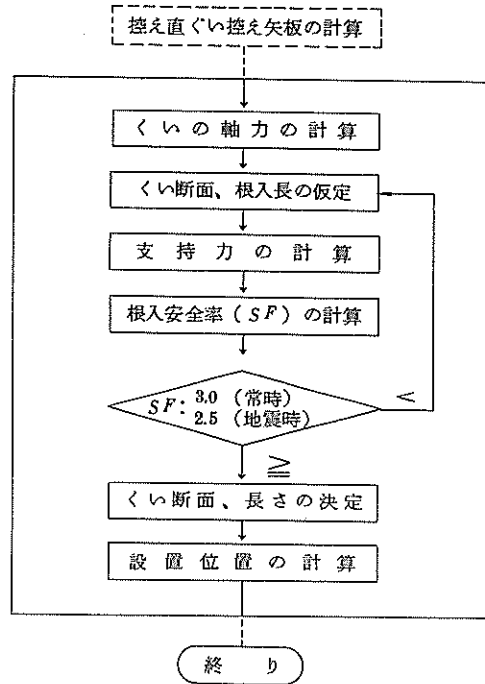 控え直ぐい控え矢板の計算
くいの軸力の計算
くい断面、根入長の仮定
支持力の計算
根入安全率(SF)の計算
SF: 3.0 (常時)
2.5 (地震時)
<
≧
くい断面、長さの決定
設置位置の計算
終り